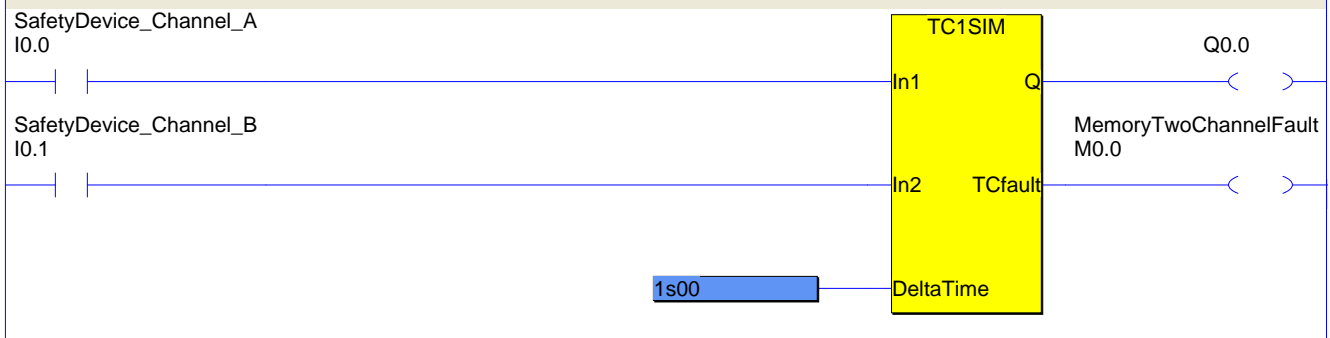 SafetyDevice_Channel_A
I0.0
TC1SIM
Q0.0
In1
Q
SafetyDevice_Channel_B
I0.1
MemoryTwoChannelFault
M0.0
In2
TCfault
1s00
DeltaTime